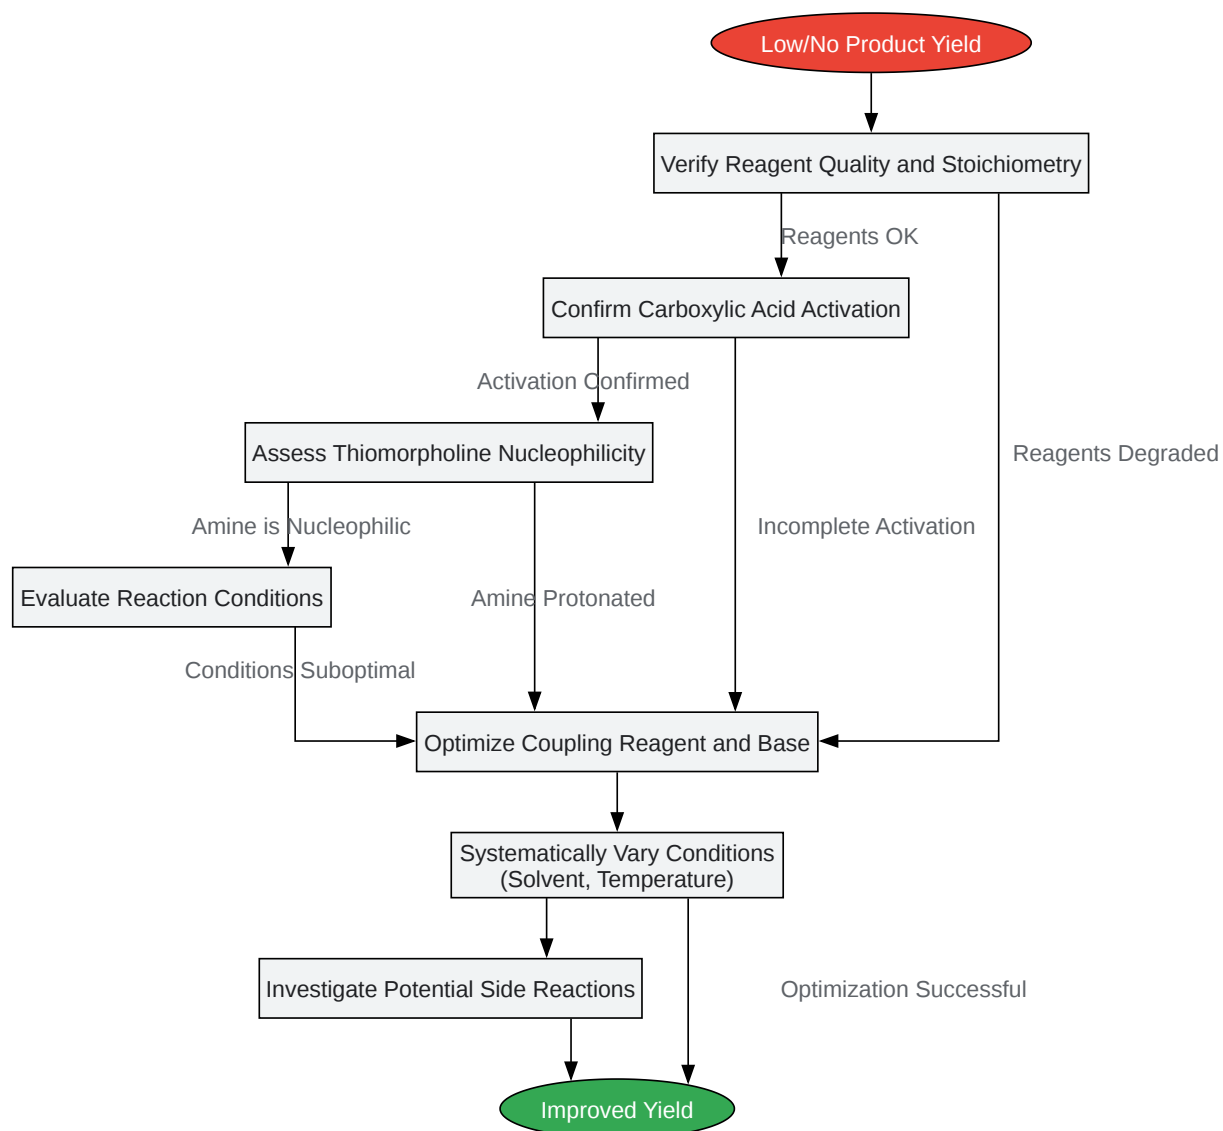 Low/No Product Yield
Verify Reagent Quality and Stoichiometry
Reagents OK
Confirm Carboxylic Acid Activation
Activation Confirmed
Assess Thiomorpholine Nucleophilicity
Reagents Degraded
Amine is Nucleophilic
Incomplete Activation
Evaluate Reaction Conditions
Amine Protonated
Conditions Suboptimal
Optimize Coupling Reagent and Base
Systematically Vary Conditions
(Solvent, Temperature)
Investigate Potential Side Reactions
Optimization Successful
Improved Yield